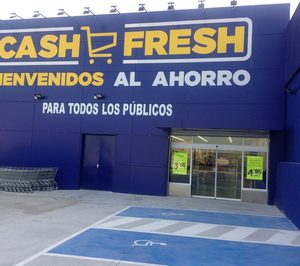 CASH FRESH
BIENVENIDOS AL AHORRO
PARA TODOS LOS PÚBLICOS